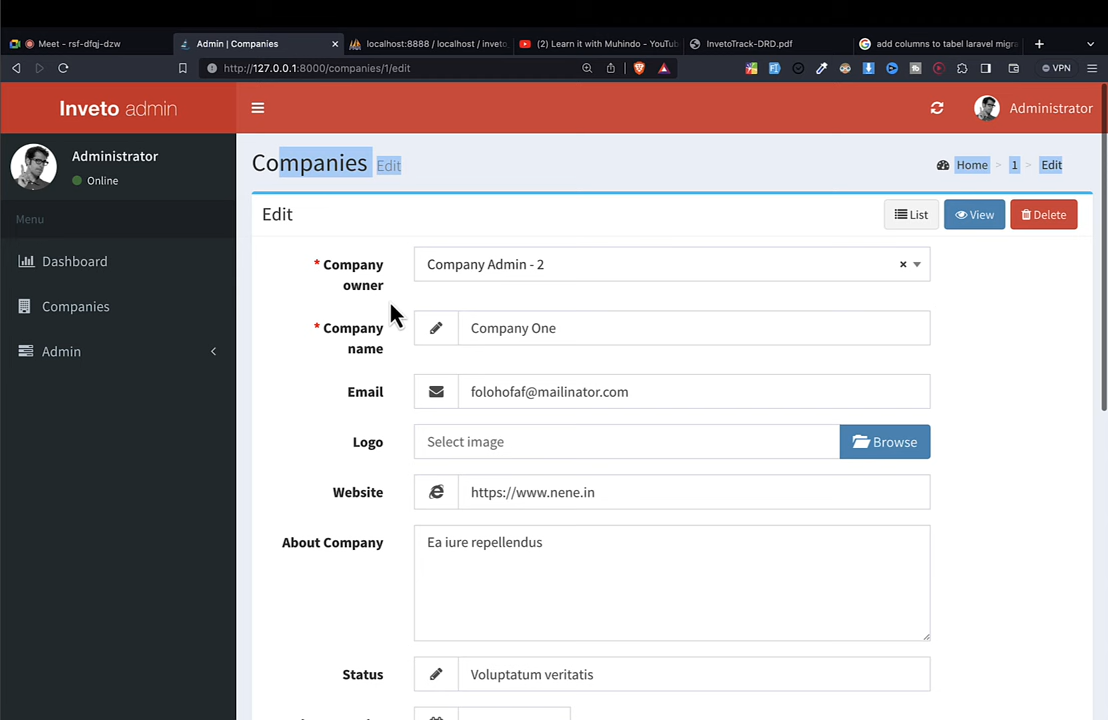 Meet - rsf-dfqj-dzw
Admin | Companies
localhost:8888 / localhost / inveto
(2) Learn it with Muhindo - YouTub
InvetoTrack-DRD.pdf
add columns to tabel laravel migra
http://127.0.0.1:8000/companies/1/edit
VPN
Inveto admin
Administrator
Administrator
Online
Companies Edit
Home > 1 > Edit
Menu
Edit
List
View
Delete
Dashboard
* Company owner
Company Admin - 2
Companies
* Company name
Company One
Admin
Email
folohofaf@mailinator.com
Logo
Select image
Browse
Website
https://www.nene.in
About Company
Ea iure repellendus
Status
Voluptatum veritatis